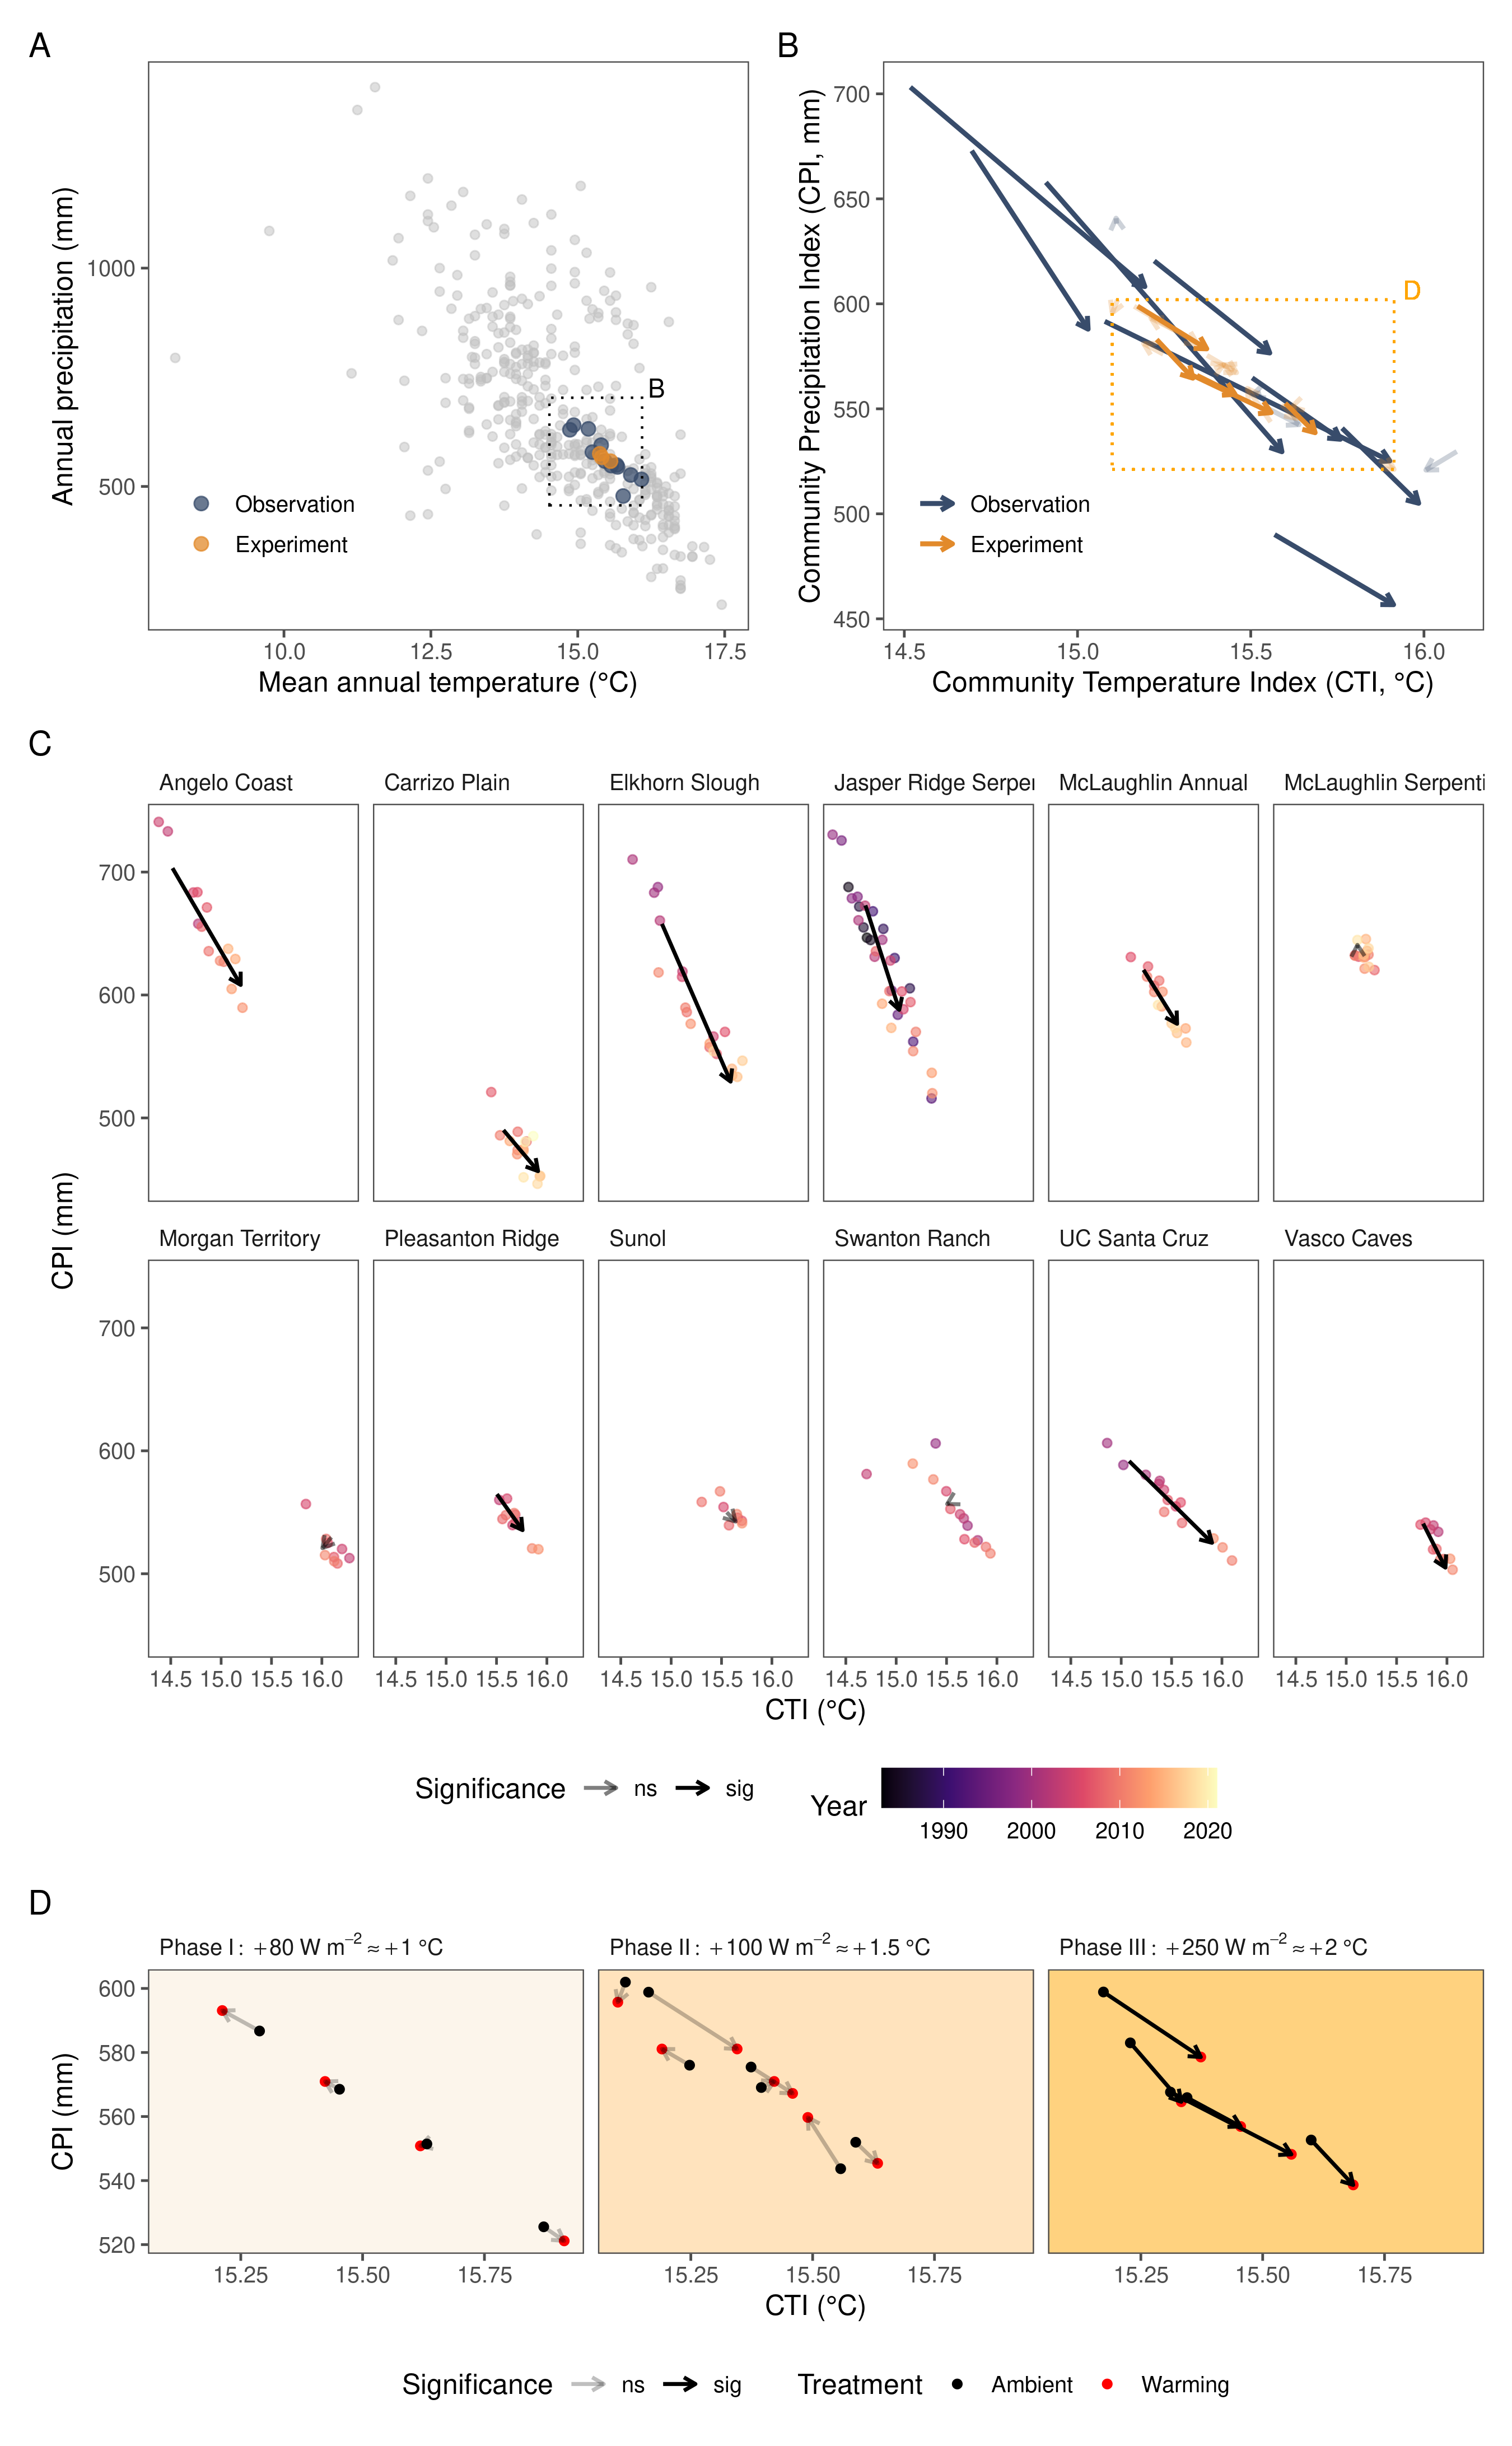 A
Annual precipitation (mm)
1000
500
B
Observation
Experiment
10.0 12.5 15.0 17.5
Mean annual temperature (°C)
B
Community Precipitation Index (CPI, mm)
700
650
600
550
500
450
D
Observation
Experiment
14.5 15.0 15.5 16.0
Community Temperature Index (CTI, °C)
C
Angelo Coast Carrizo Plain Elkhorn Slough Jasper Ridge Serper McLaughlin Annual McLaughlin Serpenti
700
600
500
CPI (mm)
Morgan Territory Pleasanton Ridge Sunol Swanton Ranch UC Santa Cruz Vasco Caves
700
600
500
14.5 15.0 15.5 16.0 14.5 15.0 15.5 16.0 14.5 15.0 15.5 16.0 14.5 15.0 15.5 16.0 14.5 15.0 15.5 16.0 14.5 15.0 15.5 16.0
CTI (°C)
Significance ns sig
Year
1990 2000 2010 2020
D
Phase I: +80 W m⁻² ≈ +1 °C Phase II: +100 W m⁻² ≈ +1.5 °C Phase III: +250 W m⁻² ≈ +2 °C
CPI (mm)
600
580
560
540
520
15.25 15.50 15.75 15.25 15.50 15.75 15.25 15.50 15.75
CTI (°C)
Significance ns sig Treatment Ambient Warming